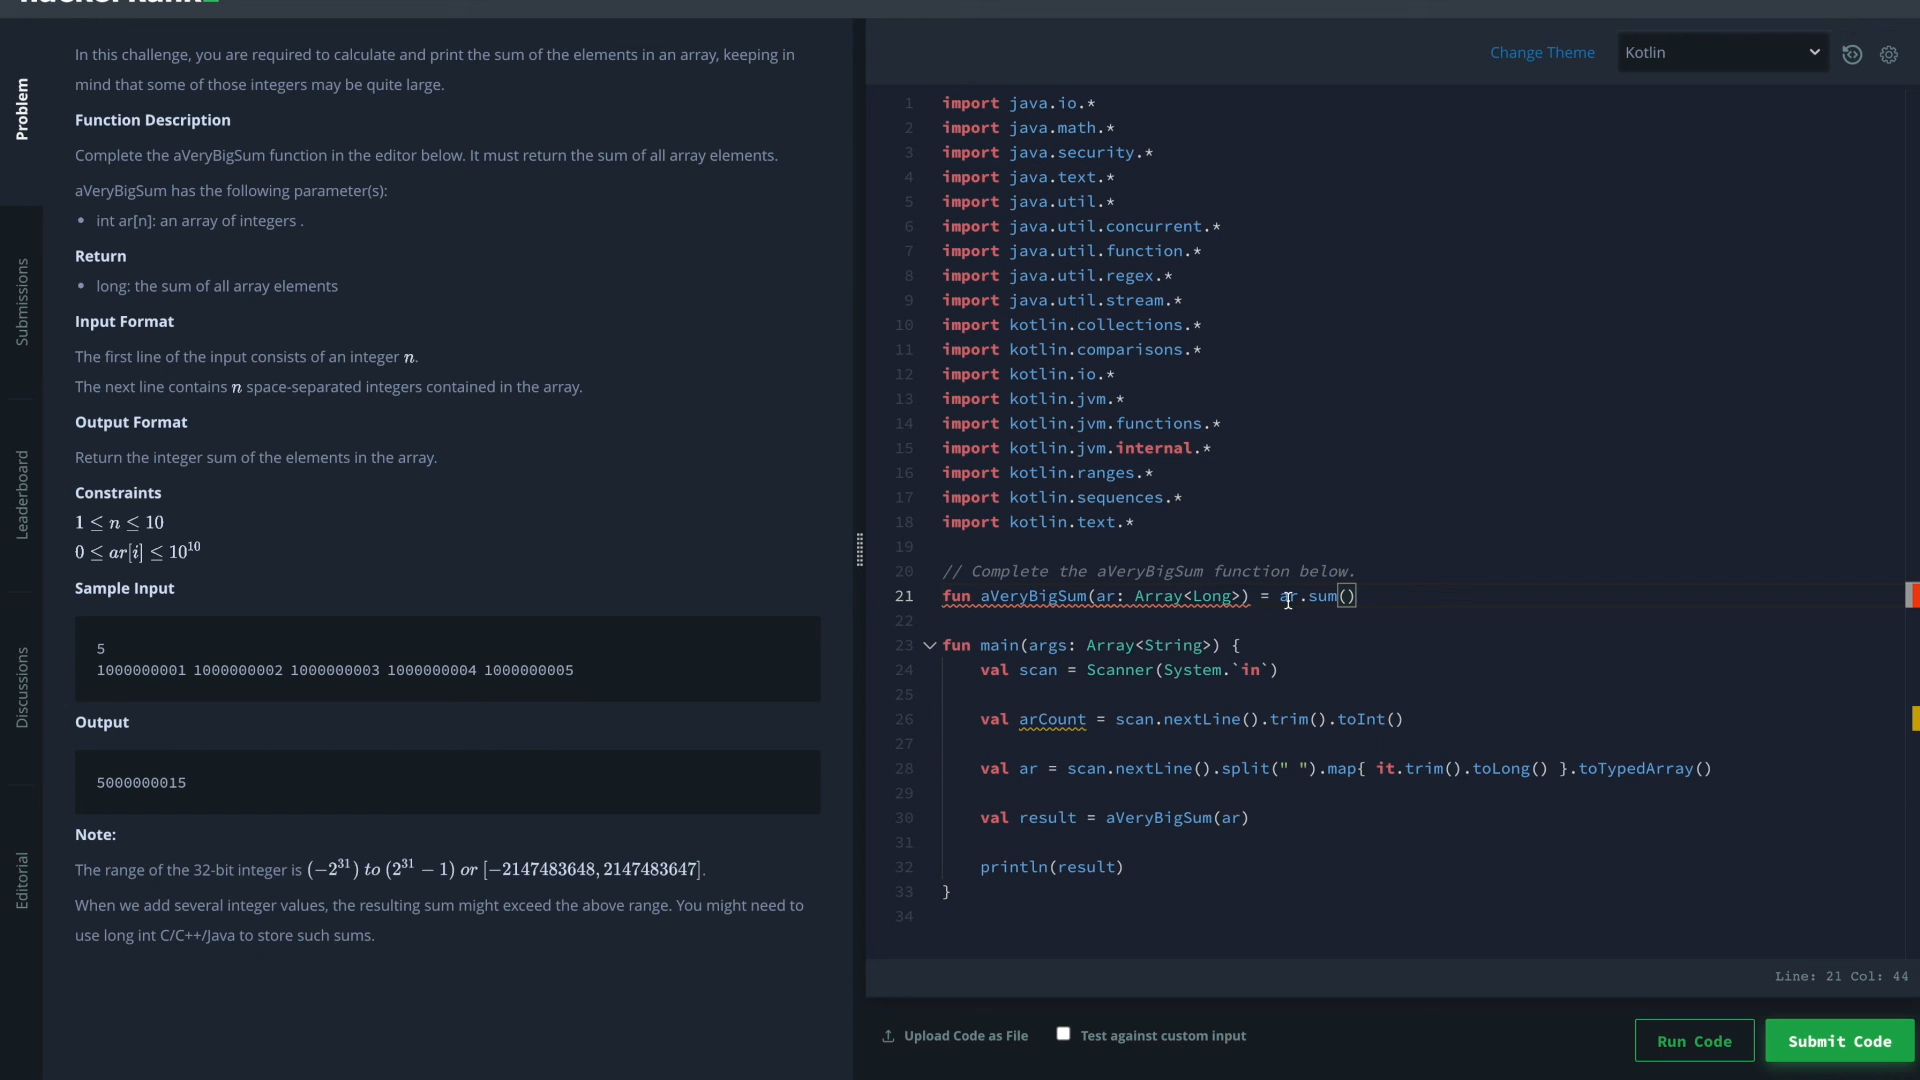 Problem
Submissions
Leaderboard
Discussions
Editorial
In this challenge, you are required to calculate and print the sum of the elements in an array, keeping in
mind that some of those integers may be quite large.
Function Description
Complete the aVeryBigSum function in the editor below. It must return the sum of all array elements.
aVeryBigSum has the following parameter(s):
• int ar[n]: an array of integers .
Return
• long: the sum of all array elements
Input Format
The first line of the input consists of an integer n.
The next line contains n space-separated integers contained in the array.
Output Format
Return the integer sum of the elements in the array.
Constraints
1 ≤ n ≤ 10
0 ≤ ar[i] ≤ 10^10
Sample Input
5
1000000001 1000000002 1000000003 1000000004 1000000005
Output
5000000015
Note:
The range of the 32-bit integer is (−2^31) to (2^31 − 1) or [−2147483648, 2147483647].
When we add several integer values, the resulting sum might exceed the above range. You might need to
use long int C/C++/Java to store such sums.
Change Theme
Kotlin
1 import java.io.*
2 import java.math.*
3 import java.security.*
4 import java.text.*
5 import java.util.*
6 import java.util.concurrent.*
7 import java.util.function.*
8 import java.util.regex.*
9 import java.util.stream.*
10 import kotlin.collections.*
11 import kotlin.comparisons.*
12 import kotlin.io.*
13 import kotlin.jvm.*
14 import kotlin.jvm.functions.*
15 import kotlin.jvm.internal.*
16 import kotlin.ranges.*
17 import kotlin.sequences.*
18 import kotlin.text.*
19
20 // Complete the aVeryBigSum function below.
21 fun aVeryBigSum(ar: Array<Long>) = ar.sum()
22
23 fun main(args: Array<String>) {
24 val scan = Scanner(System.`in`)
25
26 val arCount = scan.nextLine().trim().toInt()
27
28 val ar = scan.nextLine().split(" ").map{ it.trim().toLong() }.toTypedArray()
29
30 val result = aVeryBigSum(ar)
31
32 println(result)
33 }
34
Line: 21 Col: 44
Upload Code as File
Test against custom input
Run Code
Submit Code